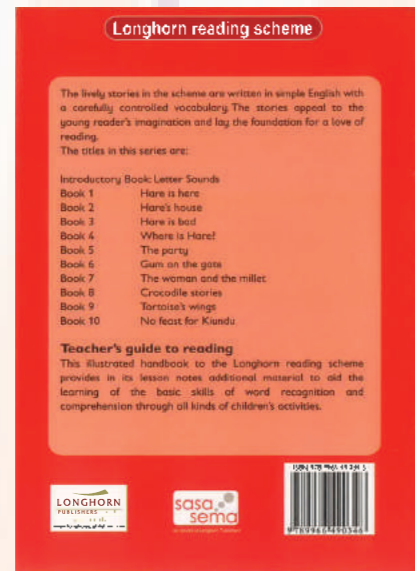 Longhorn reading scheme
The lively stories in the scheme are written in simple English with
a carefully controlled vocabulary. The stories appeal to the
young reader's imagination and lay the foundation for a love of
reading.
The titles in this series are:
Introductory Book: Letter Sounds
Book 1 Hare is here
Book 2 Hare's house
Book 3 Hare is bad
Book 4 Where is Hare?
Book 5 The party
Book 6 Gum on the gate
Book 7 The woman and the millet
Book 8 Crocodile stories
Book 9 Tortoise's wings
Book 10 No feast for Kiundu
Teacher's guide to reading
This illustrated handbook to the Longhorn reading scheme
provides in its lesson notes additional material to aid the
learning of the basic skills of word recognition and
comprehension through all kinds of children's activities.
LONGHORN
PUBLISHERS
sasa
sema
ISBN 978 9966 49 034
9789966490346